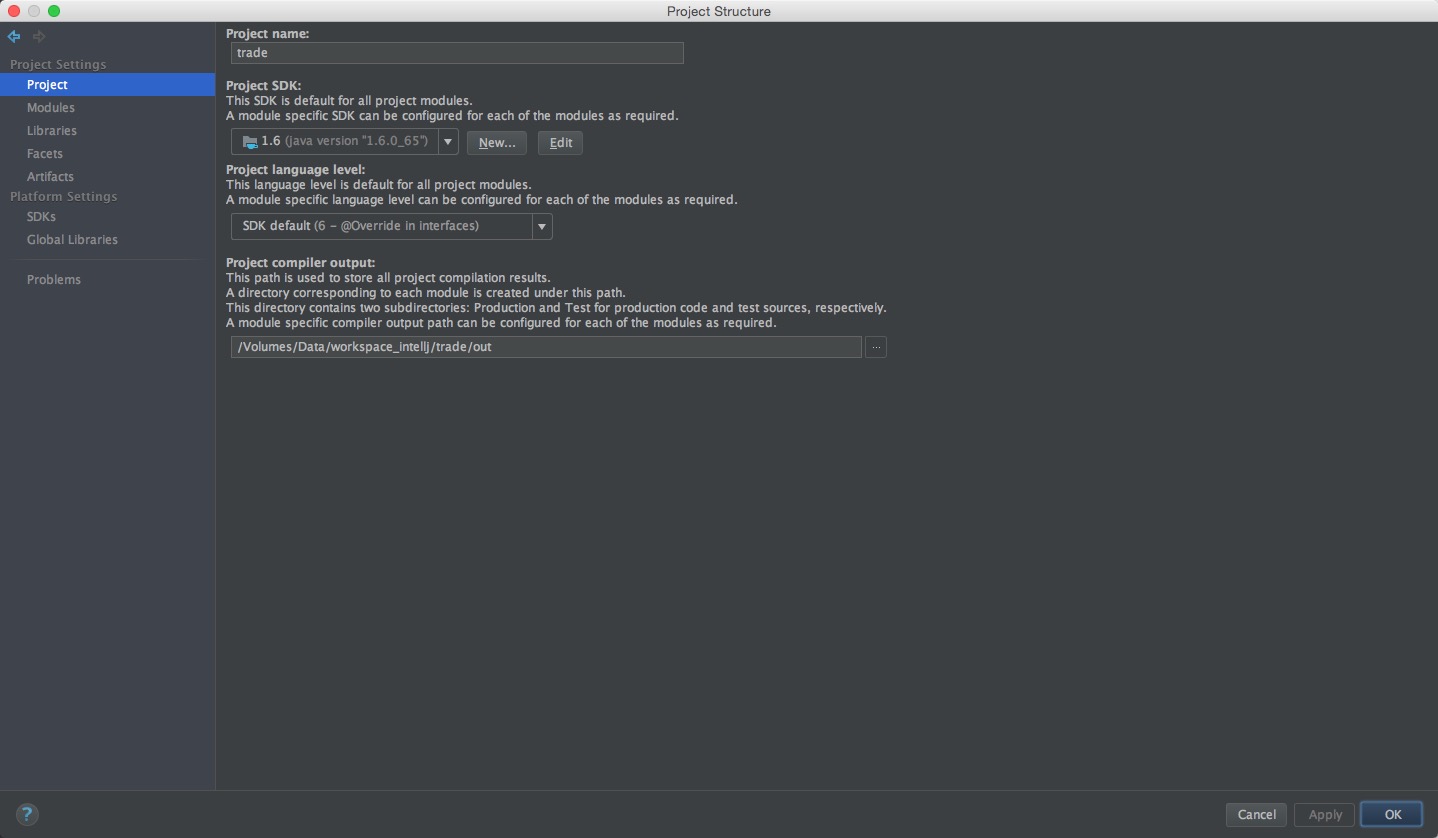 Project Structure
Project Settings
Project
Modules
Libraries
Facets
Artifacts
Platform Settings
SDKs
Global Libraries
Problems
Project name:
trade
Project SDK:
This SDK is default for all project modules.
A module specific SDK can be configured for each of the modules as required.
1.6 (java version "1.6.0_65") New... Edit
Project language level:
This language level is default for all project modules.
A module specific language level can be configured for each of the modules as required.
SDK default (6 - @Override in interfaces)
Project compiler output:
This path is used to store all project compilation results.
A directory corresponding to each module is created under this path.
This directory contains two subdirectories: Production and Test for production code and test sources, respectively.
A module specific compiler output path can be configured for each of the modules as required.
/Volumes/Data/workspace_intellj/trade/out ...
? Cancel Apply OK